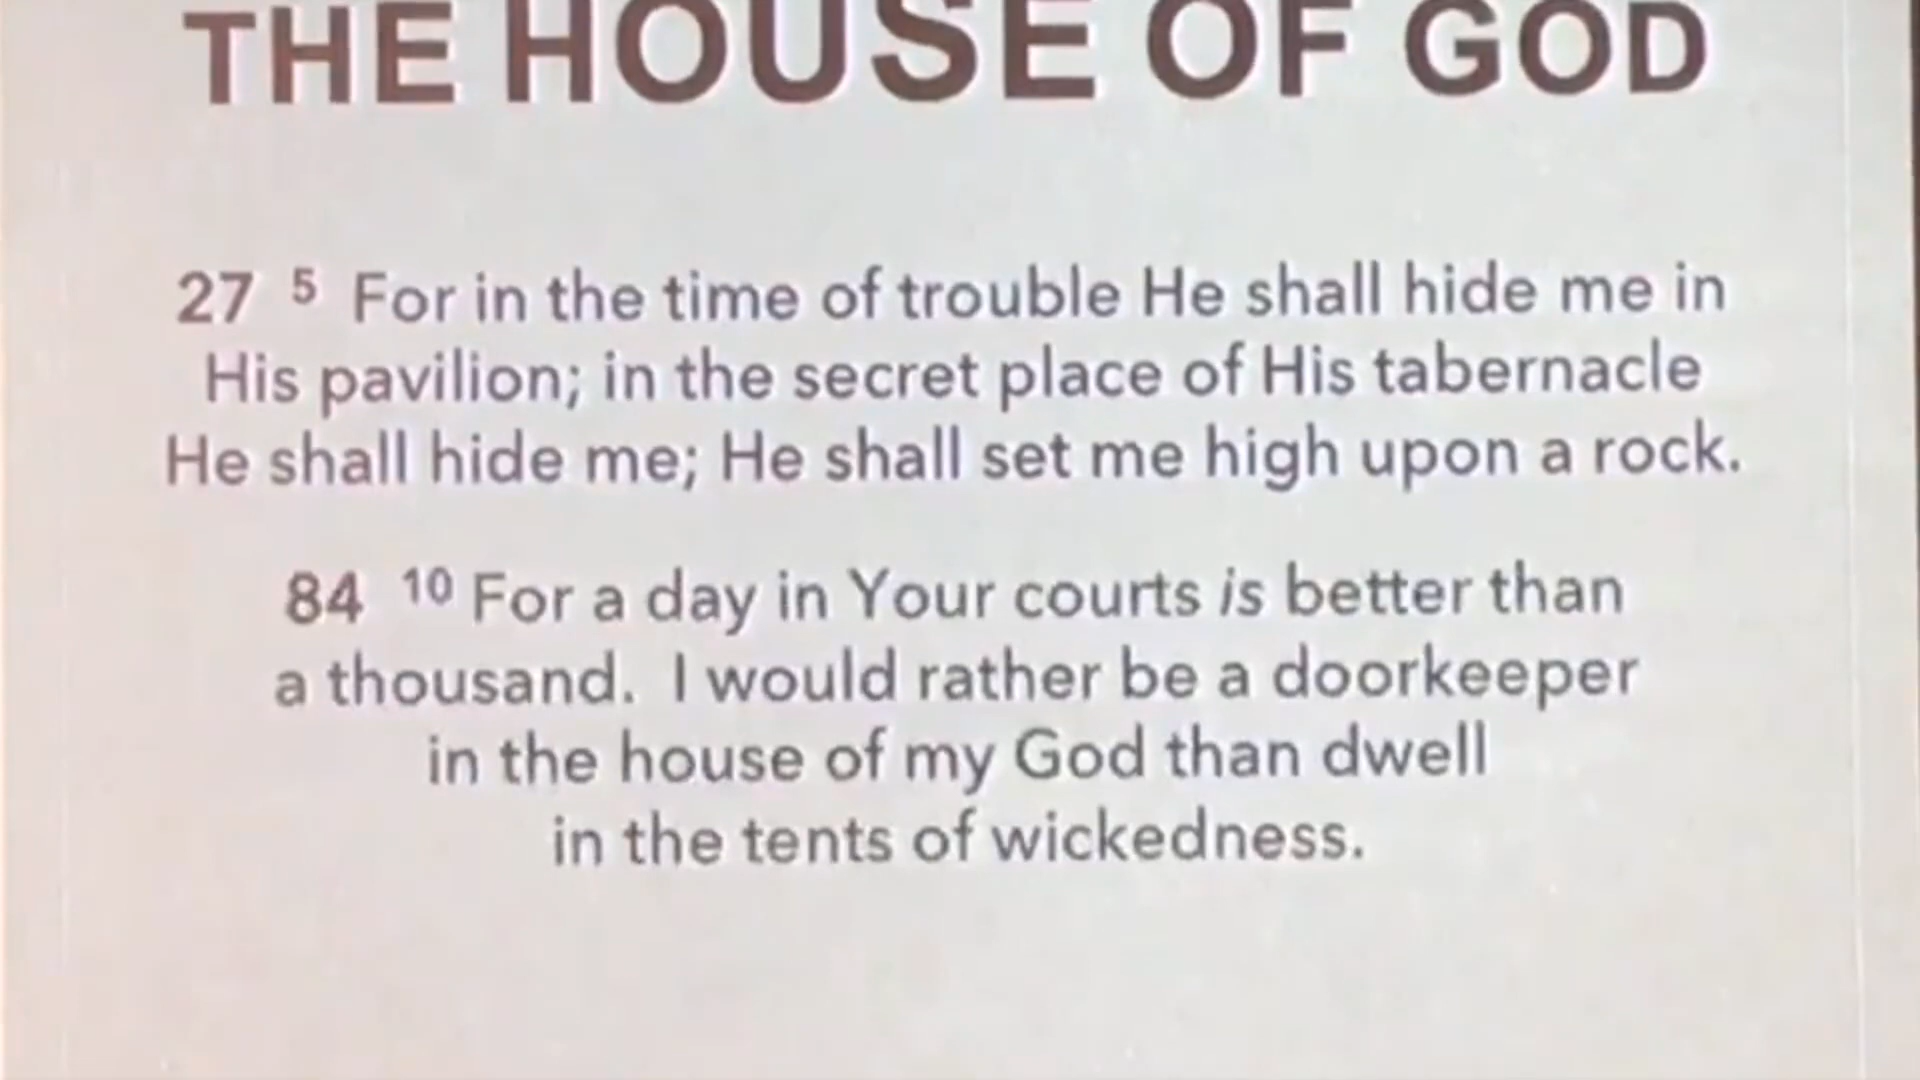 THE HOUSE OF GOD
27 5 For in the time of trouble He shall hide me in
His pavilion; in the secret place of His tabernacle
He shall hide me; He shall set me high upon a rock.
84 10 For a day in Your courts is better than
a thousand. I would rather be a doorkeeper
in the house of my God than dwell
in the tents of wickedness.